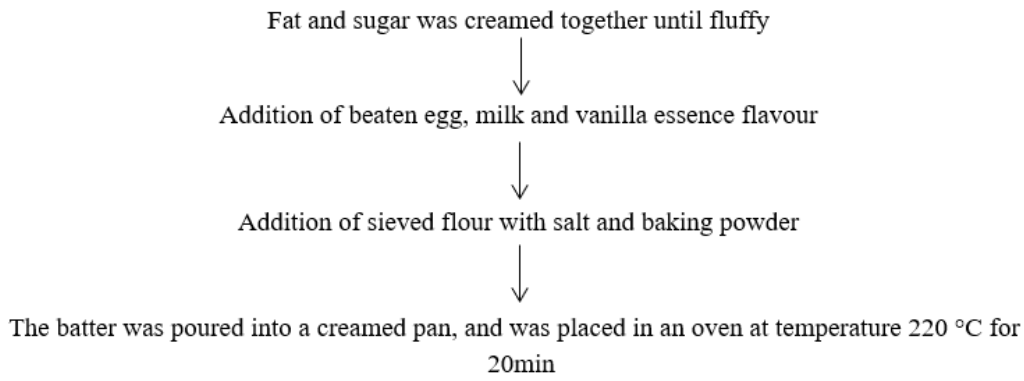 Fat and sugar was creamed together until fluffy
Addition of beaten egg, milk and vanilla essence flavour
Addition of sieved flour with salt and baking powder
The batter was poured into a creamed pan, and was placed in an oven at temperature 220 °C for
20min